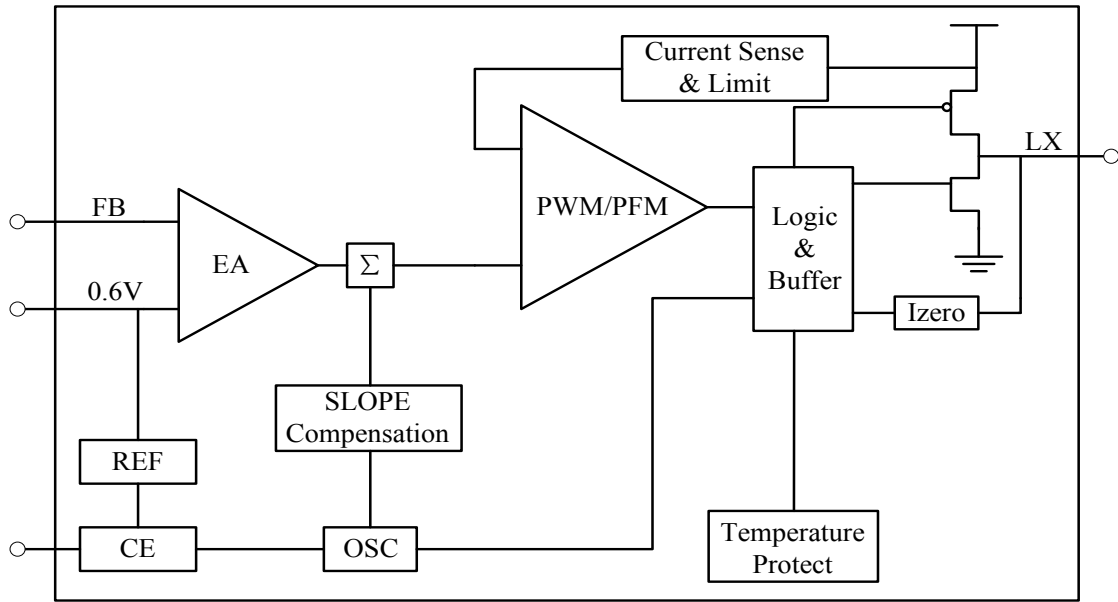 Current Sense
& Limit
LX
FB
PWM/PFM
Logic
&
Buffer
EA
Σ
0.6V
Izero
SLOPE
Compensation
REF
CE
OSC
Temperature
Protect